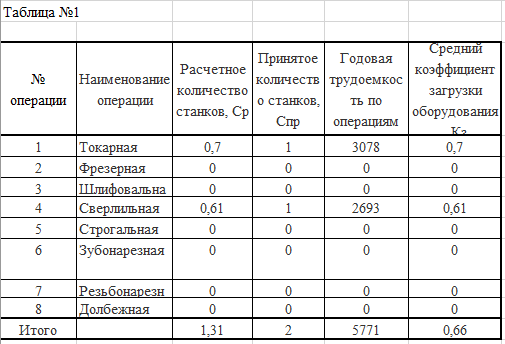 Таблица №1
№ операции Наименование операции Расчетное количество станков, Ср Принятое количеств о станков, Спр Годовая трудоемкос ть по операциям Средний коэффициент загрузки оборудования Кз
1 Токарная 0,7 1 3078 0,7
2 Фрезерная 0 0 0 0
3 Шлифовальна 0 0 0 0
4 Сверлильная 0,61 1 2693 0,61
5 Строгальная 0 0 0 0
6 Зубонарезная 0 0 0 0
7 Резьбонарезн 0 0 0 0
8 Долбежная 0 0 0 0
Итого 1,31 2 5771 0,66